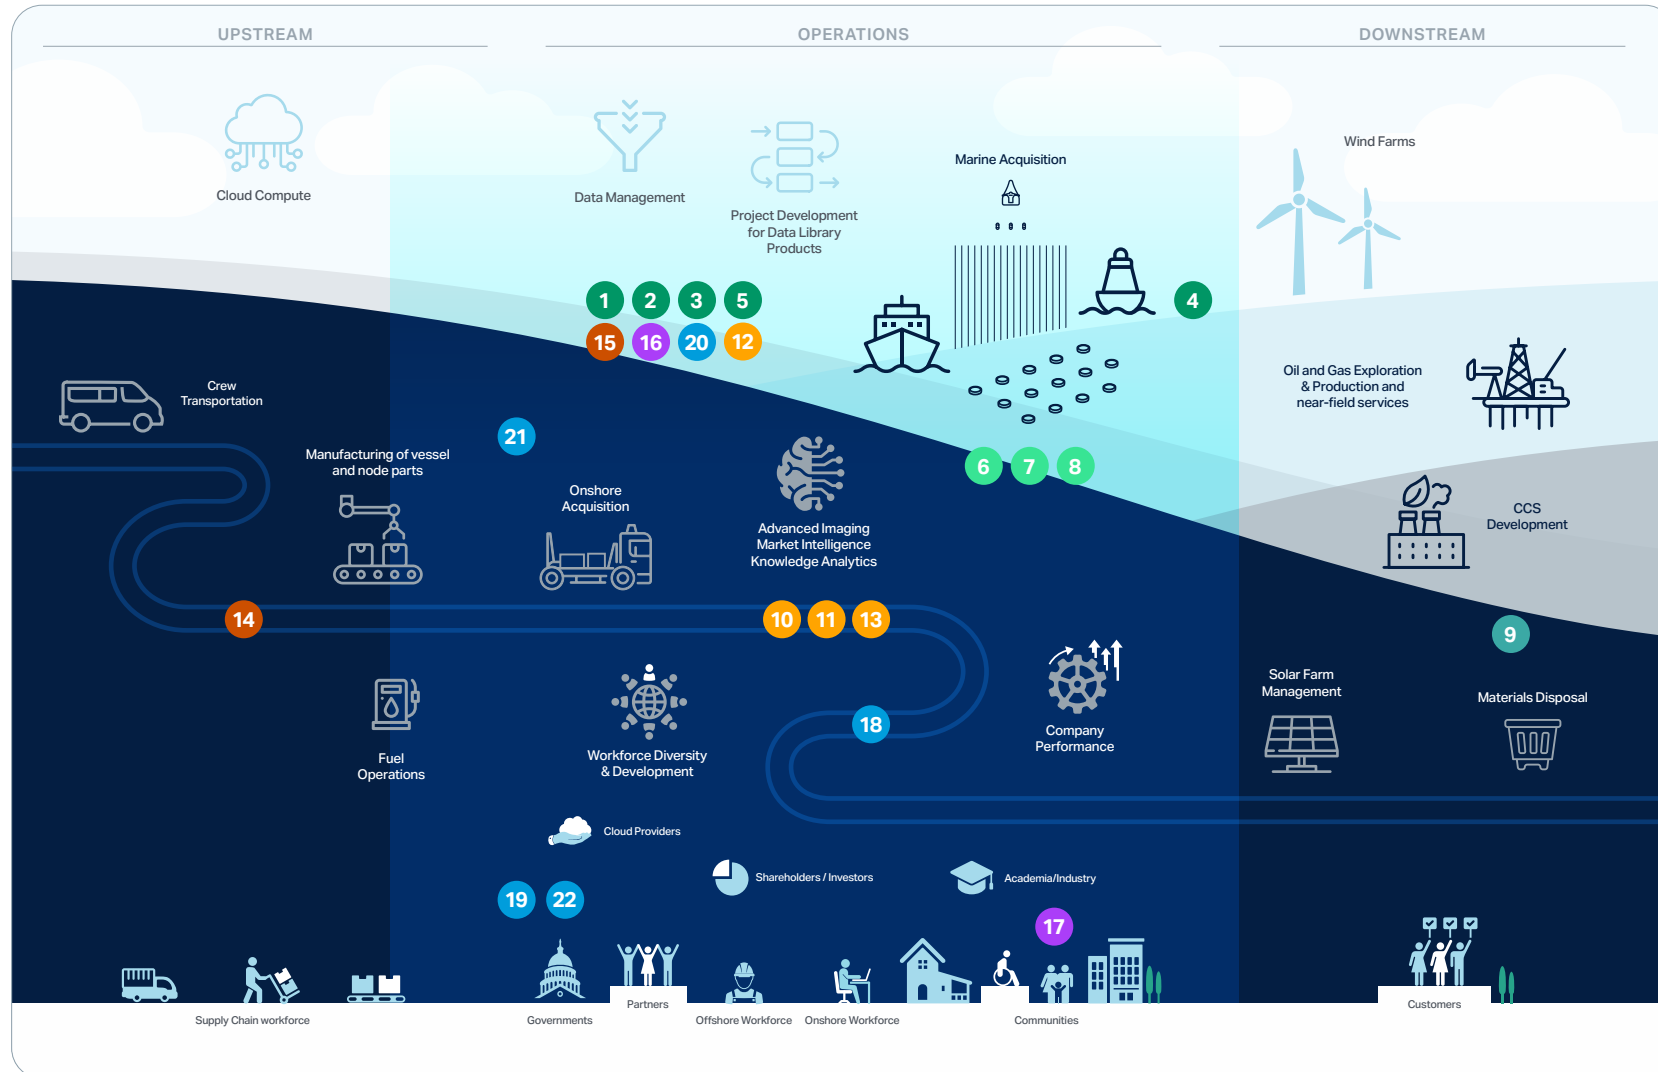 UPSTREAM
OPERATIONS
DOWNSTREAM
Cloud Compute
Data Management
Project Development
for Data Library
Products
Marine Acquisition
Wind Farms
1 2 3 5
15 16 20 12
4
Crew
Transportation
Oil and Gas Exploration
& Production and
near-field services
21
Manufacturing of vessel
and node parts
6 7 8
Onshore
Acquisition
Advanced Imaging
Market Intelligence
Knowledge Analytics
CCS
Development
14
10 11 13
9
Solar Farm
Management
Materials Disposal
18
Company
Performance
Fuel
Operations
Workforce Diversity
& Development
Cloud Providers
Shareholders / Investors
Academia/Industry
19 22
17
Partners
Customers
Supply Chain workforce
Governments
Offshore Workforce
Onshore Workforce
Communities